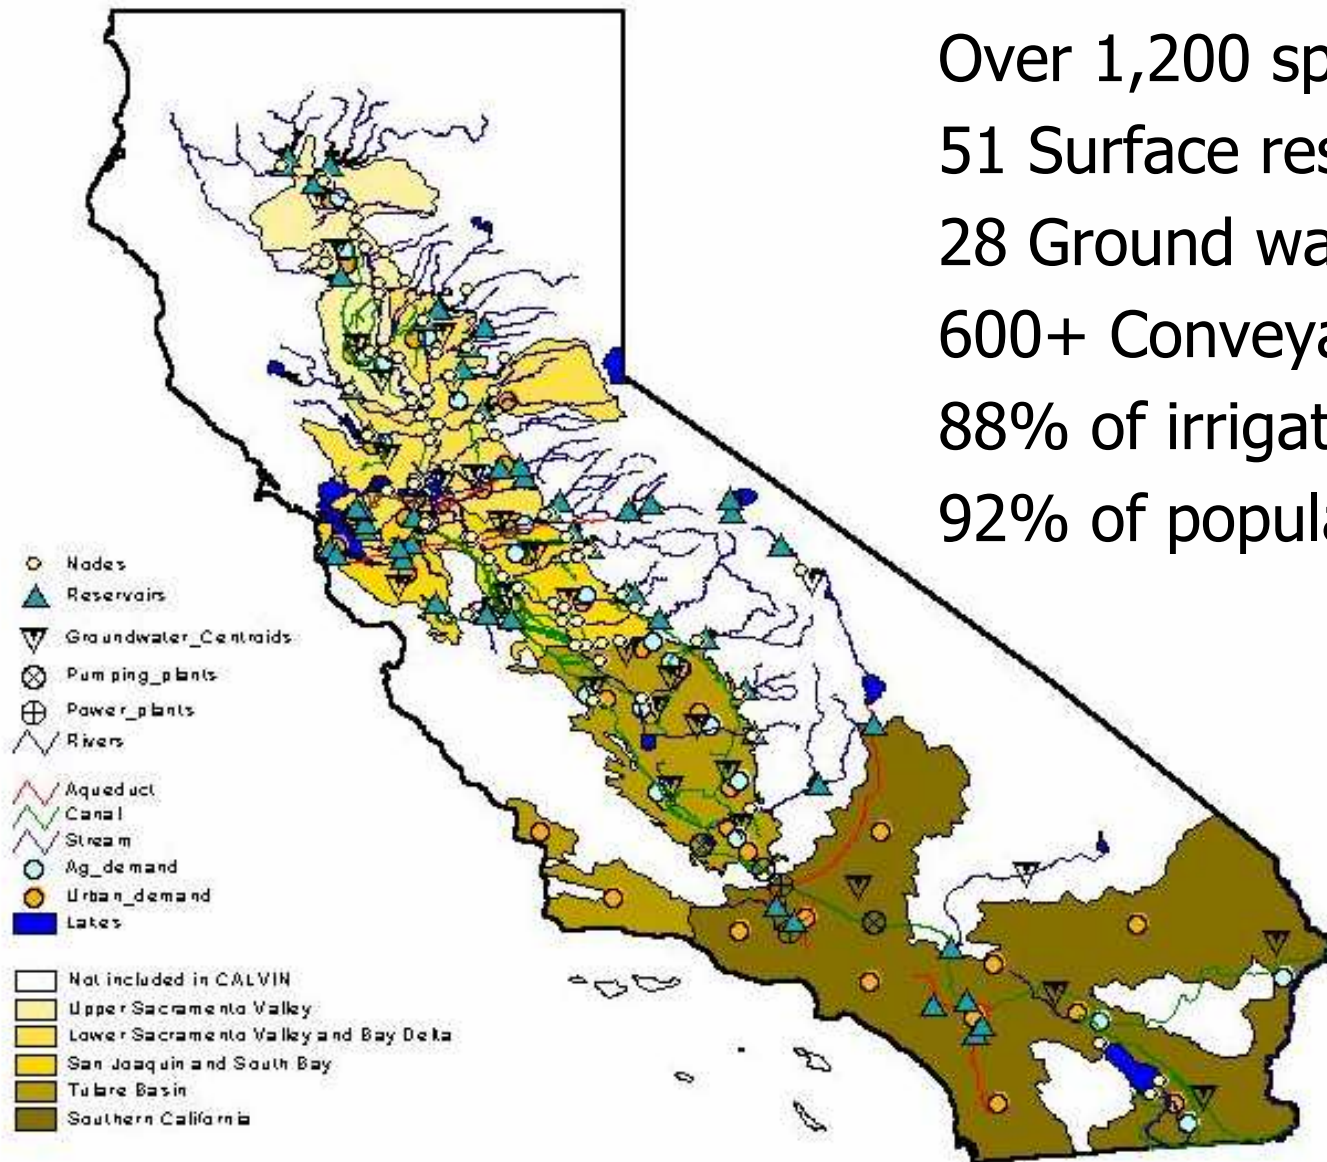 Over 1,200 sp
51 Surface res
28 Ground wa
600+ Conveya
88% of irrigat
92% of popula
Nodes
Reservoirs
Groundwater_Centroids
Pumping_plants
Power_plants
Rivers
Aqueduct
Canal
Stream
Ag_demand
Urban_demand
Lakes
Not included in CALVIN
Upper Sacramento Valley
Lower Sacramento Valley and Bay Delta
San Joaquin and South Bay
Tulare Basin
Southern California